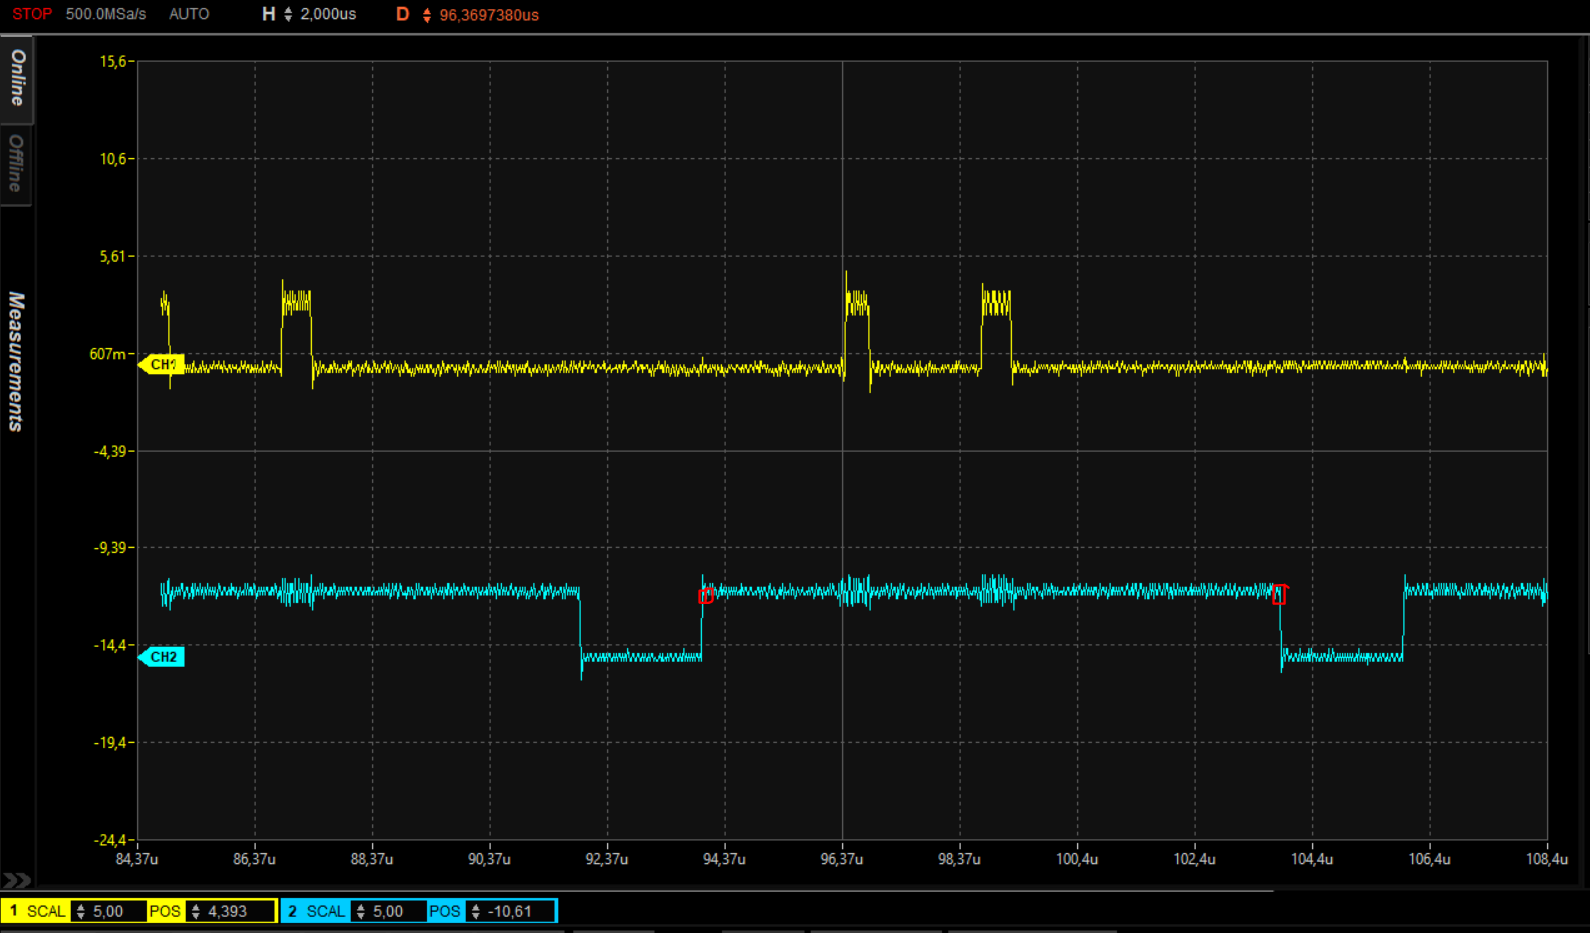 STOP 500.0MSa/s AUTO H 2,000us D 96,3697380us
Online
Offline
Measurements
15,6
10,6
5,61
607m
-4,39
-9,39
-14,4
-19,4
-24,4
CH1
CH2
84,37u 86,37u 88,37u 90,37u 92,37u 94,37u 96,37u 98,37u 100,4u 102,4u 104,4u 106,4u 108,4u
1 SCAL 5,00 POS 4,393 2 SCAL 5,00 POS -10,61